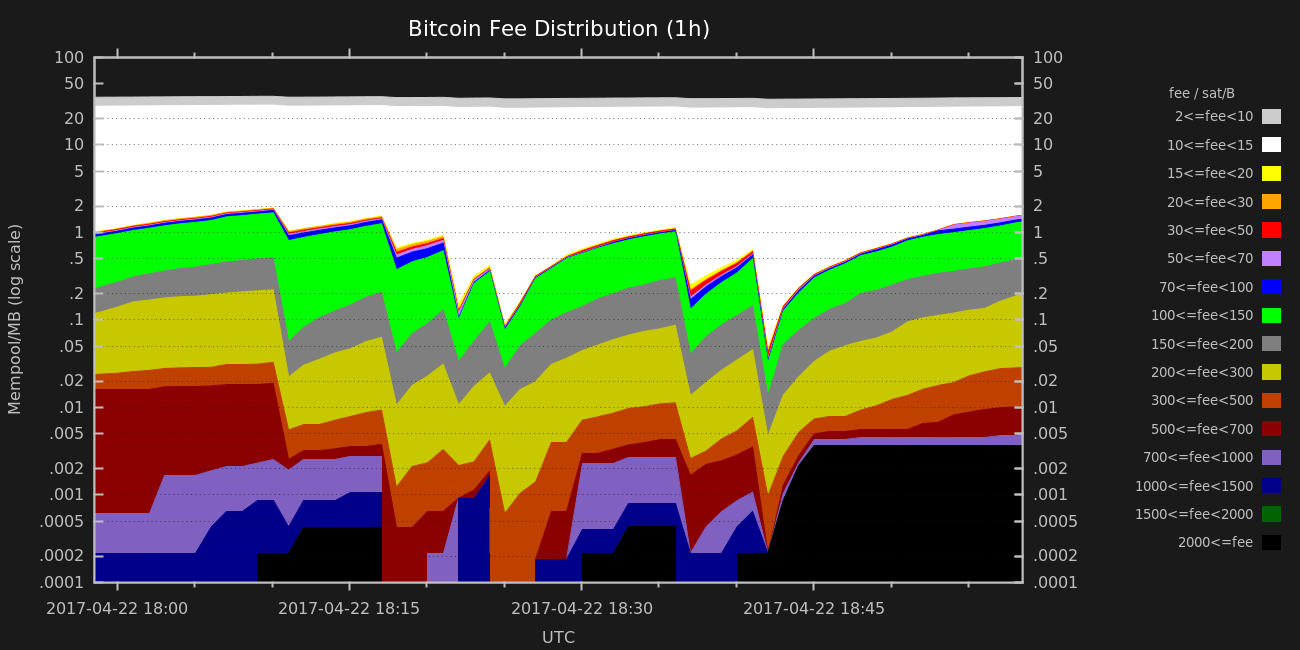 Bitcoin Fee Distribution (1h)
100
50
20
10
5
2
1
.5
.2
.1
.05
.02
.01
.005
.002
.001
.0005
.0002
.0001
Mempool/MB (log scale)
100
50
20
10
5
2
1
.5
.2
.1
.05
.02
.01
.005
.002
.001
.0005
.0002
.0001
2017-04-22 18:00
2017-04-22 18:15
2017-04-22 18:30
2017-04-22 18:45
UTC
fee / sat/B
2<=fee<10
10<=fee<15
15<=fee<20
20<=fee<30
30<=fee<50
50<=fee<70
70<=fee<100
100<=fee<150
150<=fee<200
200<=fee<300
300<=fee<500
500<=fee<700
700<=fee<1000
1000<=fee<1500
1500<=fee<2000
2000<=fee